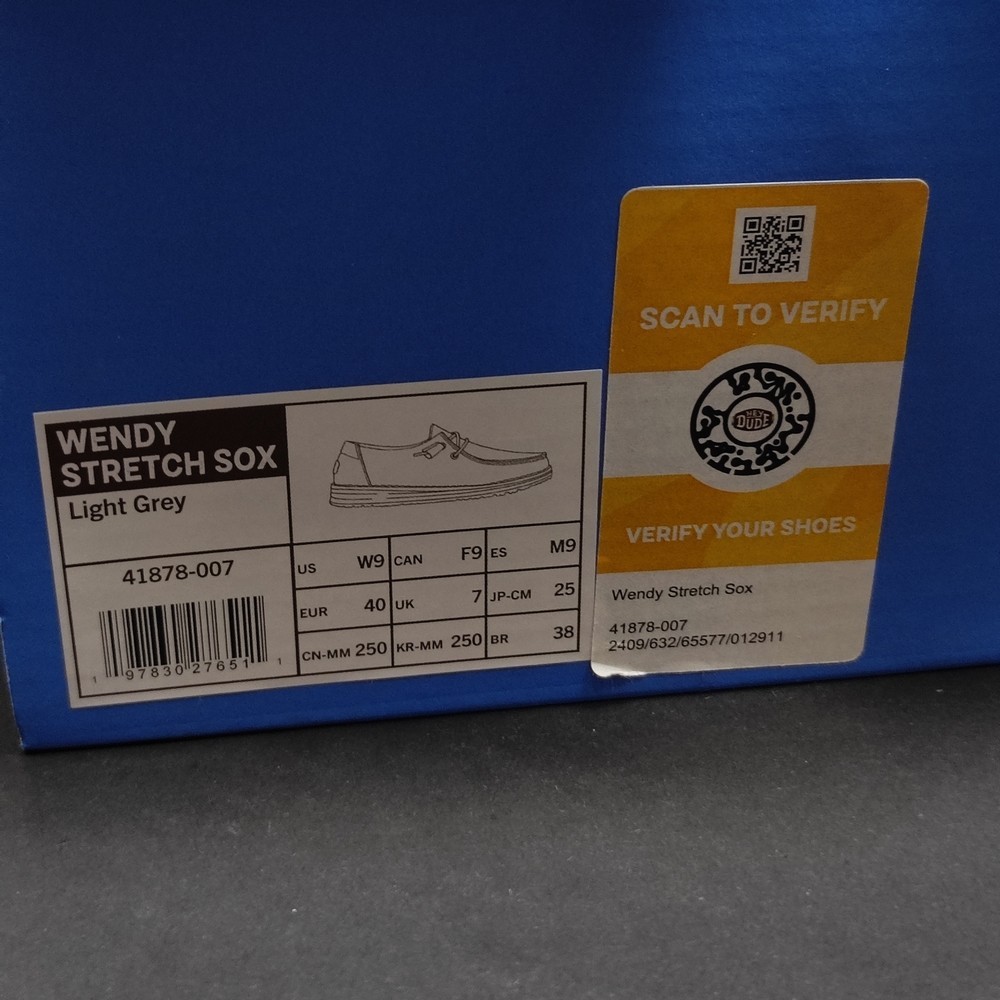 WENDY
STRETCH SOX
Light Grey
41878-007
1 97830 27651 1
US W9 CAN F9 ES M9
EUR 40 UK 7 JP-CM 25
CN-MM 250 KR-MM 250 BR 38
SCAN TO VERIFY
HEY
DUDE
VERIFY YOUR SHOES
Wendy Stretch Sox
41878-007
2409/632/65577/012911